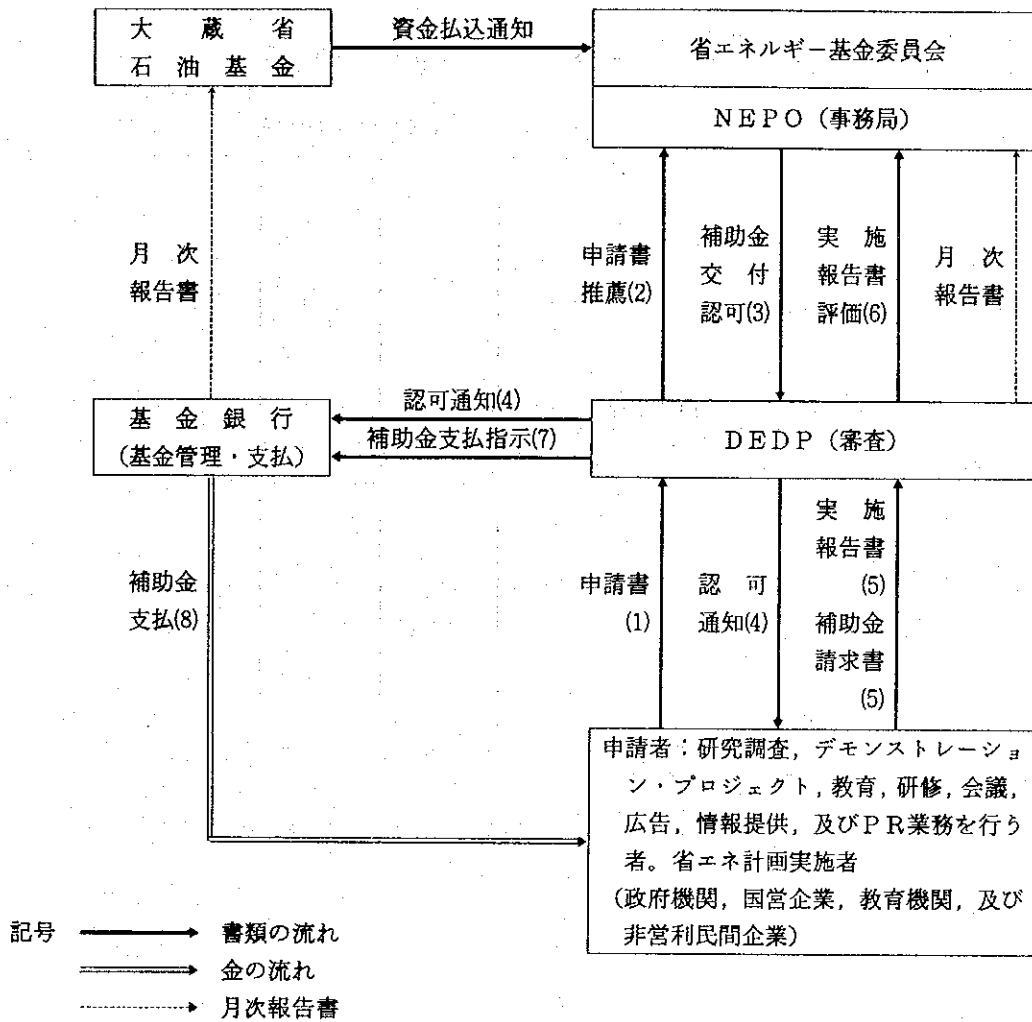 大蔵省
石油基金
資金払込通知
省エネルギー基金委員会
NEPO（事務局）
月次
報告書
申請書
推薦(2)
補助金
交付
認可(3)
実施
報告書
評価(6)
月次
報告書
基金銀行
（基金管理・支払）
認可通知(4)
補助金支払指示(7)
DEDP（審査）
補助金
支払(8)
申請書
(1)
認可
通知(4)
実施
報告書
(5)
補助金
請求書
(5)
申請者：研究調査，デモンストレーショ
ン・プロジェクト，教育，研修，会議，
広告，情報提供，及びPR業務を行う
者。省エネ計画実施者
（政府機関，国営企業，教育機関，及び
非営利民間企業）
記号
書類の流れ
金の流れ
月次報告書